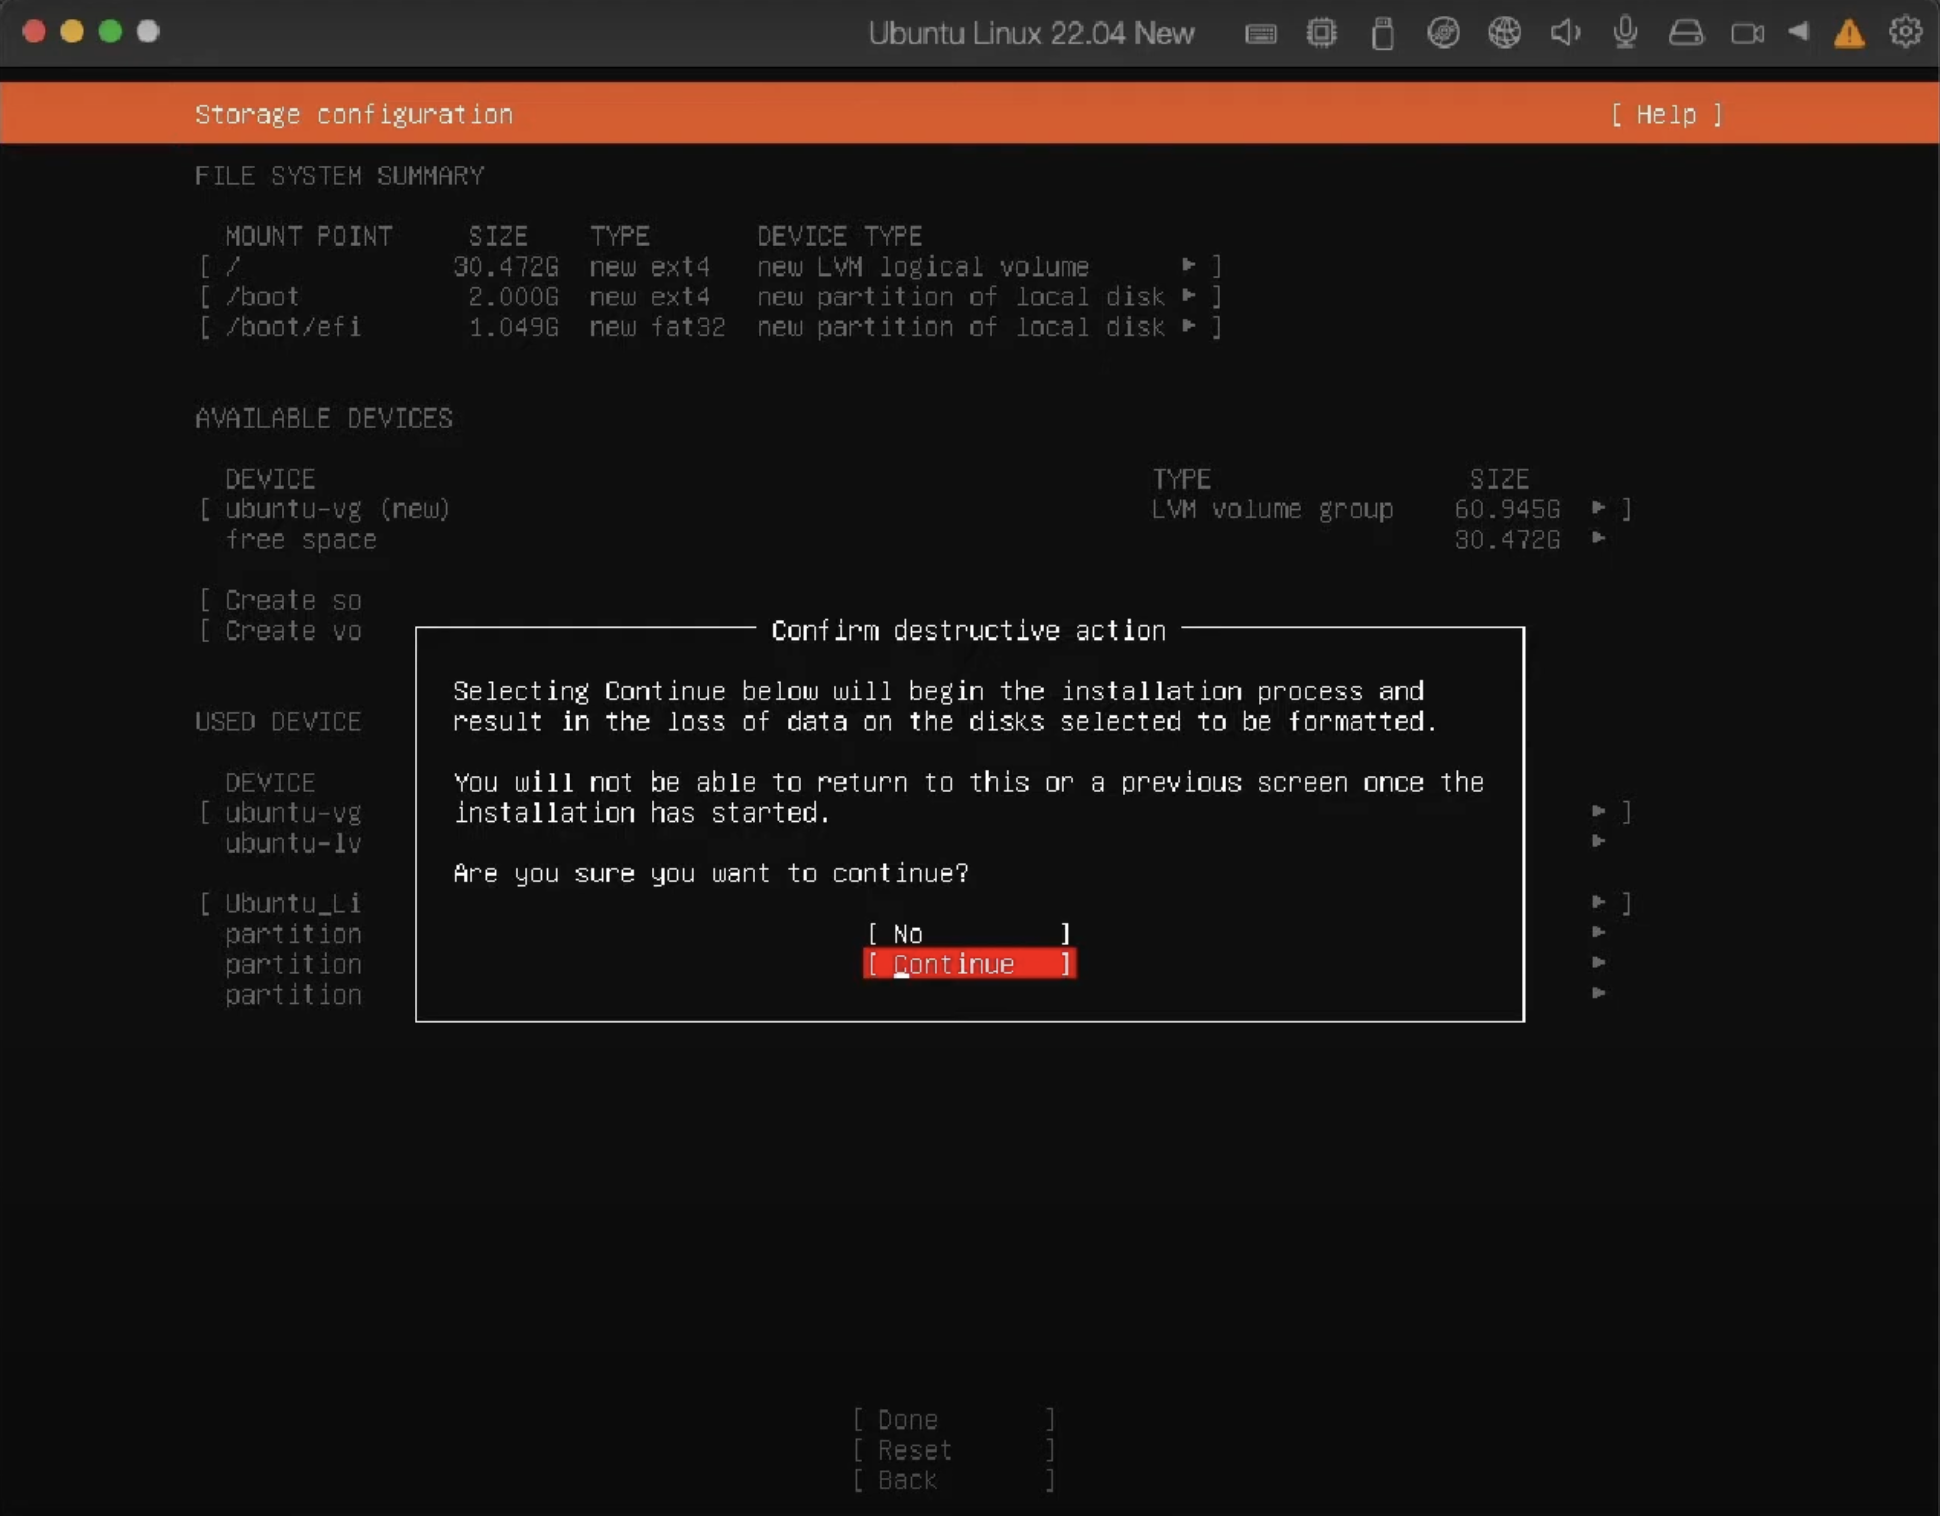 Ubuntu Linux 22.04 New
Storage configuration [ Help ]
FILE SYSTEM SUMMARY
MOUNT POINT SIZE TYPE DEVICE TYPE
[ / 30.472G new ext4 new LVM logical volume ▸ ]
[ /boot 2.000G new ext4 new partition of local disk ▸ ]
[ /boot/efi 1.049G new fat32 new partition of local disk ▸ ]
AVAILABLE DEVICES
DEVICE TYPE SIZE
[ ubuntu-vg (new) LVM volume group 60.945G ▸ ]
free space 30.472G ▸
[ Create so
[ Create vo
Confirm destructive action
Selecting Continue below will begin the installation process and
result in the loss of data on the disks selected to be formatted.
You will not be able to return to this or a previous screen once the
installation has started.
Are you sure you want to continue?
[ No ]
[ Continue ]
USED DEVICE
DEVICE
[ ubuntu-vg ▸ ]
ubuntu-lv ▸
[ Ubuntu_Li ▸ ]
partition ▸
partition ▸
partition ▸
[ Done ]
[ Reset ]
[ Back ]